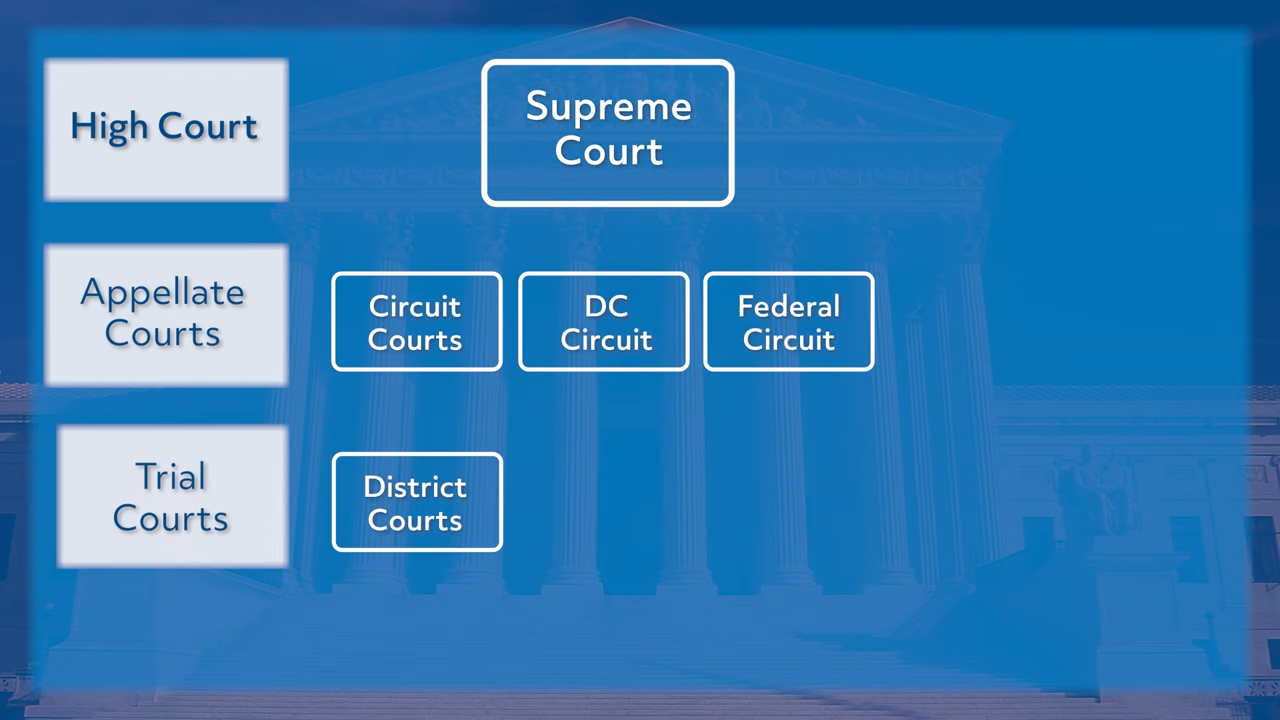 High Court
Supreme
Court
Appellate
Courts
Circuit
Courts
DC
Circuit
Federal
Circuit
Trial
Courts
District
Courts